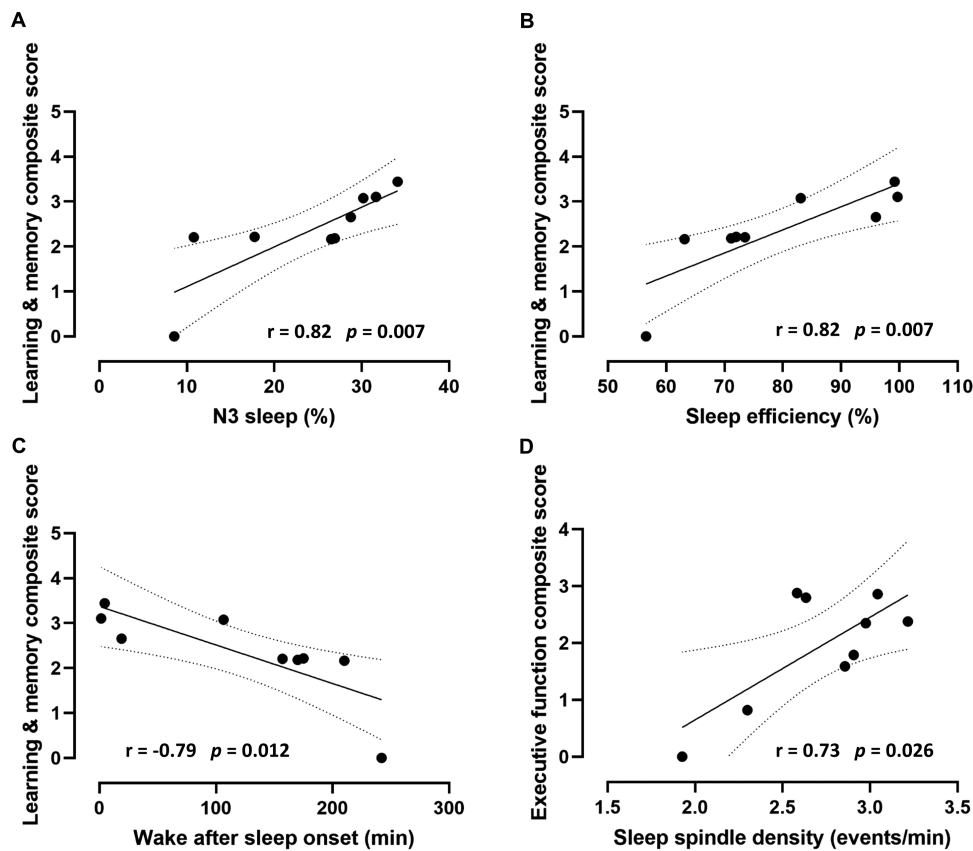 A
Learning & memory composite score
5
4
3
2
1
0
r = 0.82 p = 0.007
0 10 20 30 40
N3 sleep (%)
B
Learning & memory composite score
5
4
3
2
1
0
r = 0.82 p = 0.007
50 60 70 80 90 100 110
Sleep efficiency (%)
C
Learning & memory composite score
5
4
3
2
1
0
r = -0.79 p = 0.012
0 100 200 300
Wake after sleep onset (min)
D
Executive function composite score
4
3
2
1
0
r = 0.73 p = 0.026
1.5 2.0 2.5 3.0 3.5
Sleep spindle density (events/min)